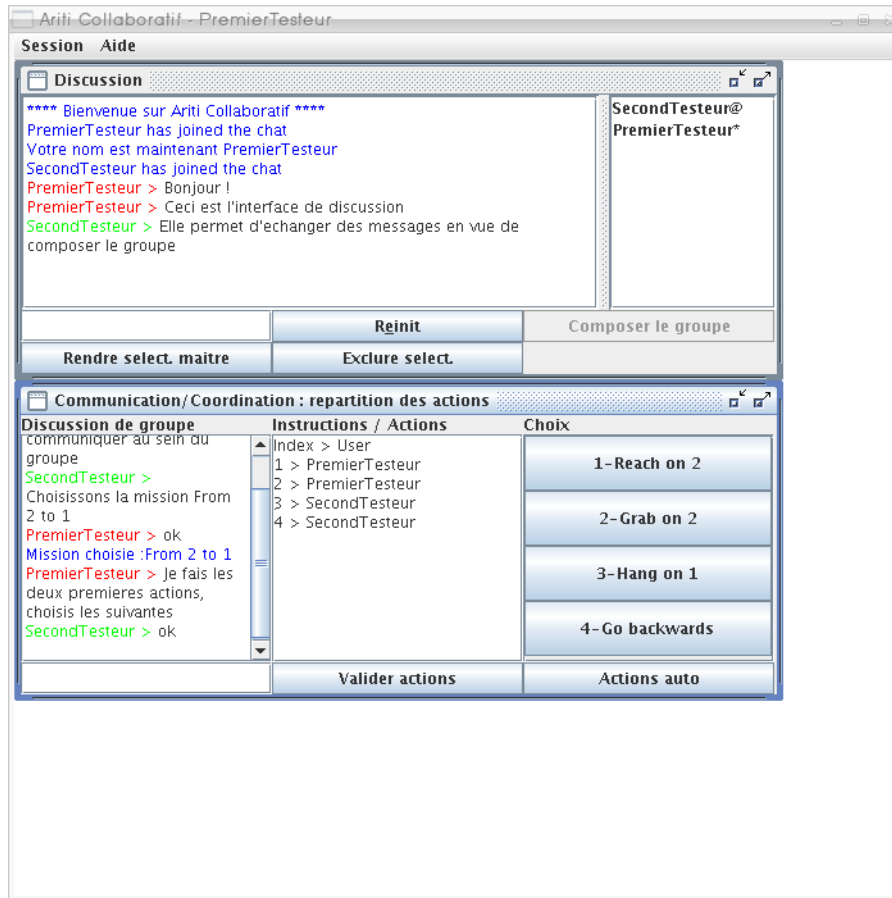 Ariti Collaboratif - PremierTesteur
Session Aide
Discussion
**** Bienvenue sur Ariti Collaboratif ****
PremierTesteur has joined the chat
Votre nom est maintenant PremierTesteur
SecondTesteur has joined the chat
PremierTesteur > Bonjour !
PremierTesteur > Ceci est l'interface de discussion
SecondTesteur > Elle permet d'echanger des messages en vue de
composer le groupe
SecondTesteur@
PremierTesteur*
Reinit
Composer le groupe
Rendre select. maitre
Exclure select.
Communication/Coordination : repartition des actions
Discussion de groupe
communiquer au sein du
groupe
SecondTesteur >
Choisissons la mission From
2 to 1
PremierTesteur > ok
Mission choisie :From 2 to 1
PremierTesteur > Je fais les
deux premieres actions,
choisis les suivantes
SecondTesteur > ok
Instructions / Actions
Index > User
1 > PremierTesteur
2 > PremierTesteur
3 > SecondTesteur
4 > SecondTesteur
Choix
1-Reach on 2
2-Grab on 2
3-Hang on 1
4-Go backwards
Valider actions
Actions auto